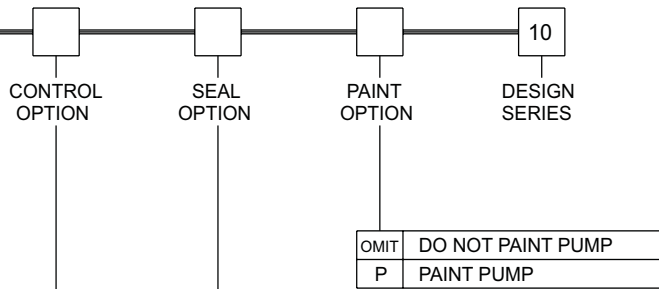 10
CONTROL
OPTION
SEAL
OPTION
PAINT
OPTION
DESIGN
SERIES
OMIT DO NOT PAINT PUMP
P PAINT PUMP